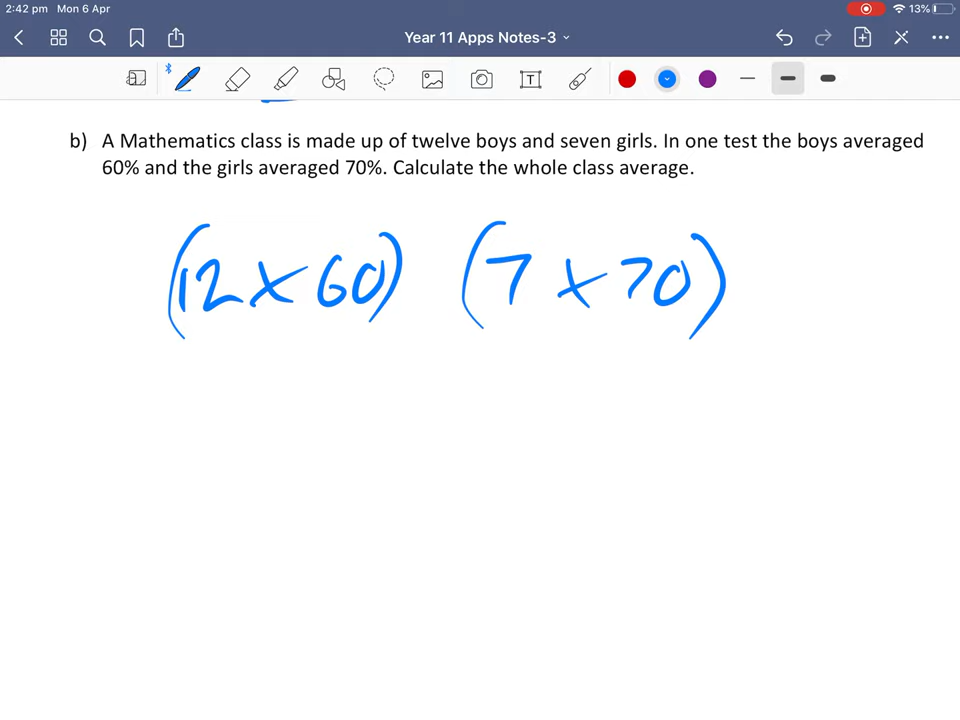 2:42 pm Mon 6 Apr 13%
Year 11 Apps Notes-3
T
b) A Mathematics class is made up of twelve boys and seven girls. In one test the boys averaged
60% and the girls averaged 70%. Calculate the whole class average.
(12 x 60) (7 x 70)